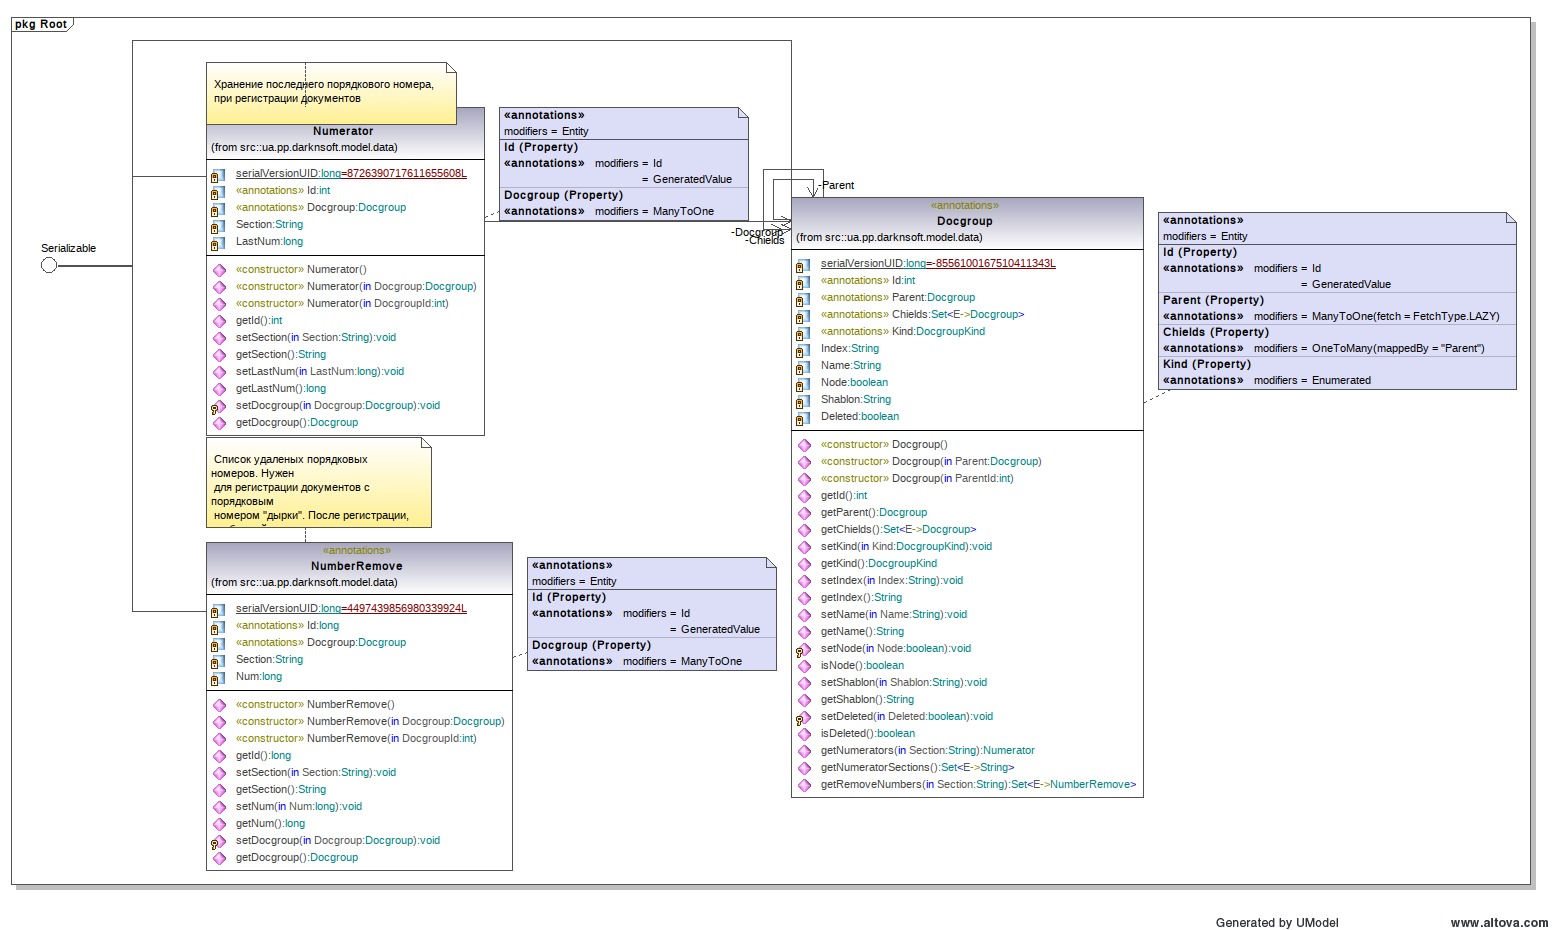 pkg Root
Serializable
Хранение последнего порядкового номера,
при регистрации документов
Numerator
(from src::ua.pp.darknsoft.model.data)
serialVersionUID:long=8726390717611655608L
«annotations» Id:int
«annotations» Docgroup:Docgroup
Section:String
LastNum:long
«constructor» Numerator()
«constructor» Numerator(in Docgroup:Docgroup)
«constructor» Numerator(in DocgroupId:int)
getId():int
setSection(in Section:String):void
getSection():String
setLastNum(in LastNum:long):void
getLastNum():long
setDocgroup(in Docgroup:Docgroup):void
getDocgroup():Docgroup
«annotations»
modifiers = Entity
Id (Property)
«annotations» modifiers = Id
= GeneratedValue
Docgroup (Property)
«annotations» modifiers = ManyToOne
Список удаленых порядковых
номеров. Нужен
для регистрации документов с
порядковым
номером "дырки". После регистрации,
«annotations»
NumberRemove
(from src::ua.pp.darknsoft.model.data)
serialVersionUID:long=4497439856980339924L
«annotations» Id:long
«annotations» Docgroup:Docgroup
Section:String
Num:long
«constructor» NumberRemove()
«constructor» NumberRemove(in Docgroup:Docgroup)
«constructor» NumberRemove(in DocgroupId:int)
getId():long
setSection(in Section:String):void
getSection():String
setNum(in Num:long):void
getNum():long
setDocgroup(in Docgroup:Docgroup):void
getDocgroup():Docgroup
«annotations»
modifiers = Entity
Id (Property)
«annotations» modifiers = Id
= GeneratedValue
Docgroup (Property)
«annotations» modifiers = ManyToOne
-Parent
-Docgroup
-Chields
«annotations»
Docgroup
(from src::ua.pp.darknsoft.model.data)
serialVersionUID:long=-8556100167510411343L
«annotations» Id:int
«annotations» Parent:Docgroup
«annotations» Chields:Set<E->Docgroup>
«annotations» Kind:DocgroupKind
Index:String
Name:String
Node:boolean
Shablon:String
Deleted:boolean
«constructor» Docgroup()
«constructor» Docgroup(in Parent:Docgroup)
«constructor» Docgroup(in ParentId:int)
getId():int
getParent():Docgroup
getChields():Set<E->Docgroup>
setKind(in Kind:DocgroupKind):void
getKind():DocgroupKind
setIndex(in Index:String):void
getIndex():String
setName(in Name:String):void
getName():String
setNode(in Node:boolean):void
isNode():boolean
setShablon(in Shablon:String):void
getShablon():String
setDeleted(in Deleted:boolean):void
isDeleted():boolean
getNumerators(in Section:String):Numerator
getNumeratorSections():Set<E->String>
getRemoveNumbers(in Section:String):Set<E->NumberRemove>
«annotations»
modifiers = Entity
Id (Property)
«annotations» modifiers = Id
= GeneratedValue
Parent (Property)
«annotations» modifiers = ManyToOne(fetch = FetchType.LAZY)
Chields (Property)
«annotations» modifiers = OneToMany(mappedBy = "Parent")
Kind (Property)
«annotations» modifiers = Enumerated
Generated by UModel
www.altova.com